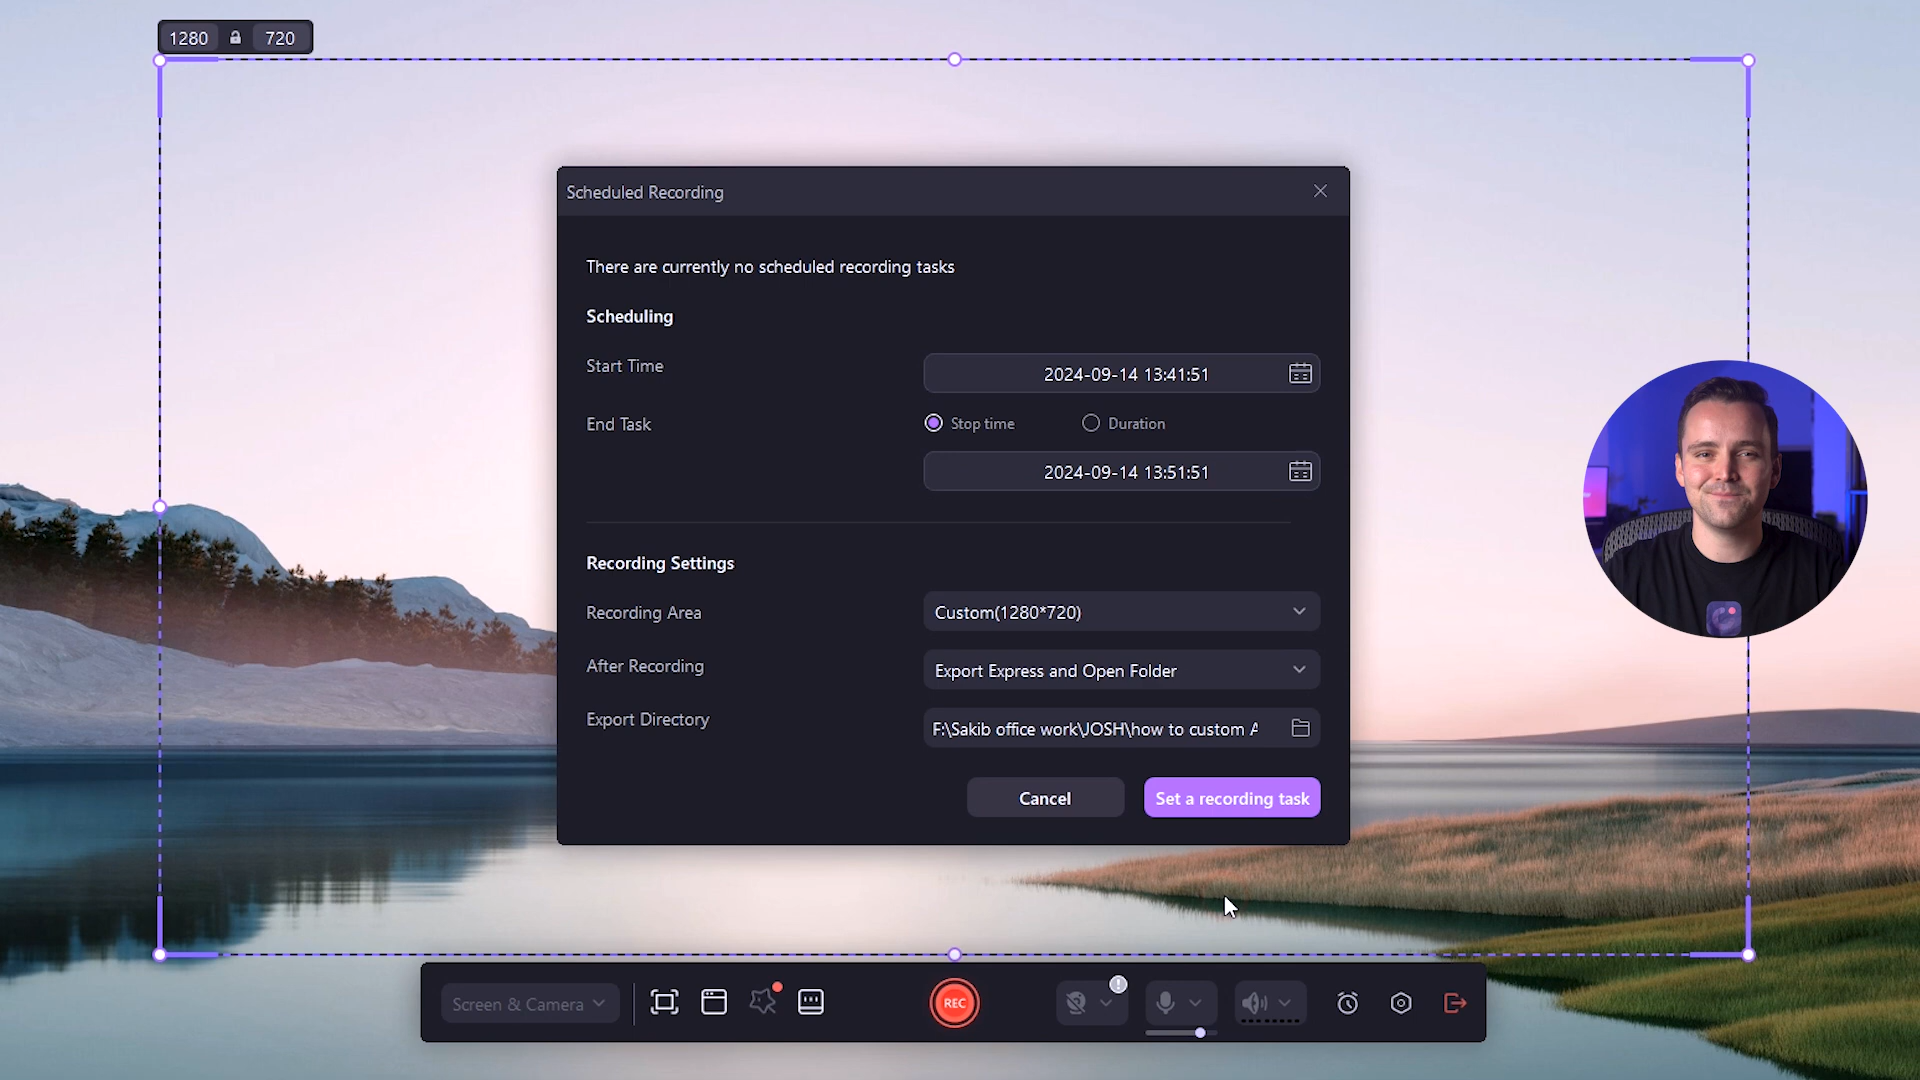 1280 720
Scheduled Recording
There are currently no scheduled recording tasks
Scheduling
Start Time
2024-09-14 13:41:51
End Task
Stop time
Duration
2024-09-14 13:51:51
Recording Settings
Recording Area
Custom(1280*720)
After Recording
Export Express and Open Folder
Export Directory
F:\Sakib office work\JOSH\how to custom A
Cancel
Set a recording task
Screen & Camera
REC